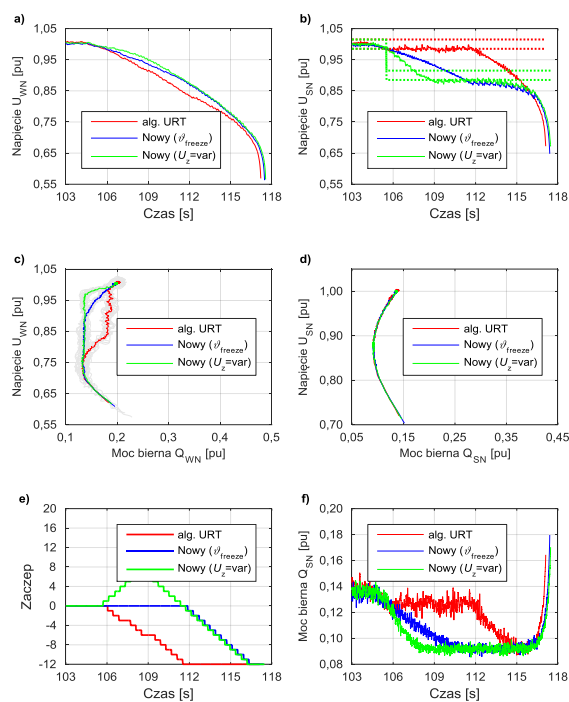 a)
Napięcie U_WN [pu]
1,05
0,95
0,85
0,75
0,65
0,55
alg. URT
Nowy (ϑ_freeze)
Nowy (U_z=var)
103 106 109 112 115 118
Czas [s]
b)
Napięcie U_SN [pu]
1,05
0,95
0,85
0,75
0,65
0,55
alg. URT
Nowy (ϑ_freeze)
Nowy (U_z=var)
103 106 109 112 115 118
Czas [s]
c)
Napięcie U_WN [pu]
1,05
0,95
0,85
0,75
0,65
0,55
alg. URT
Nowy (ϑ_freeze)
Nowy (U_z=var)
0,1 0,2 0,3 0,4 0,5
Moc bierna Q_WN [pu]
d)
Napięcie U_SN [pu]
1,00
0,90
0,80
0,70
alg. URT
Nowy (ϑ_freeze)
Nowy (U_z=var)
0,05 0,15 0,25 0,35 0,45
Moc bierna Q_SN [pu]
e)
Zaczep
20
16
12
8
4
0
-4
-8
-12
alg. URT
Nowy (ϑ_freeze)
Nowy (U_z=var)
103 106 109 112 115 118
Czas [s]
f)
Moc bierna Q_SN [pu]
0,20
0,18
0,16
0,14
0,12
0,10
0,08
alg. URT
Nowy (ϑ_freeze)
Nowy (U_z=var)
103 106 109 112 115 118
Czas [s]